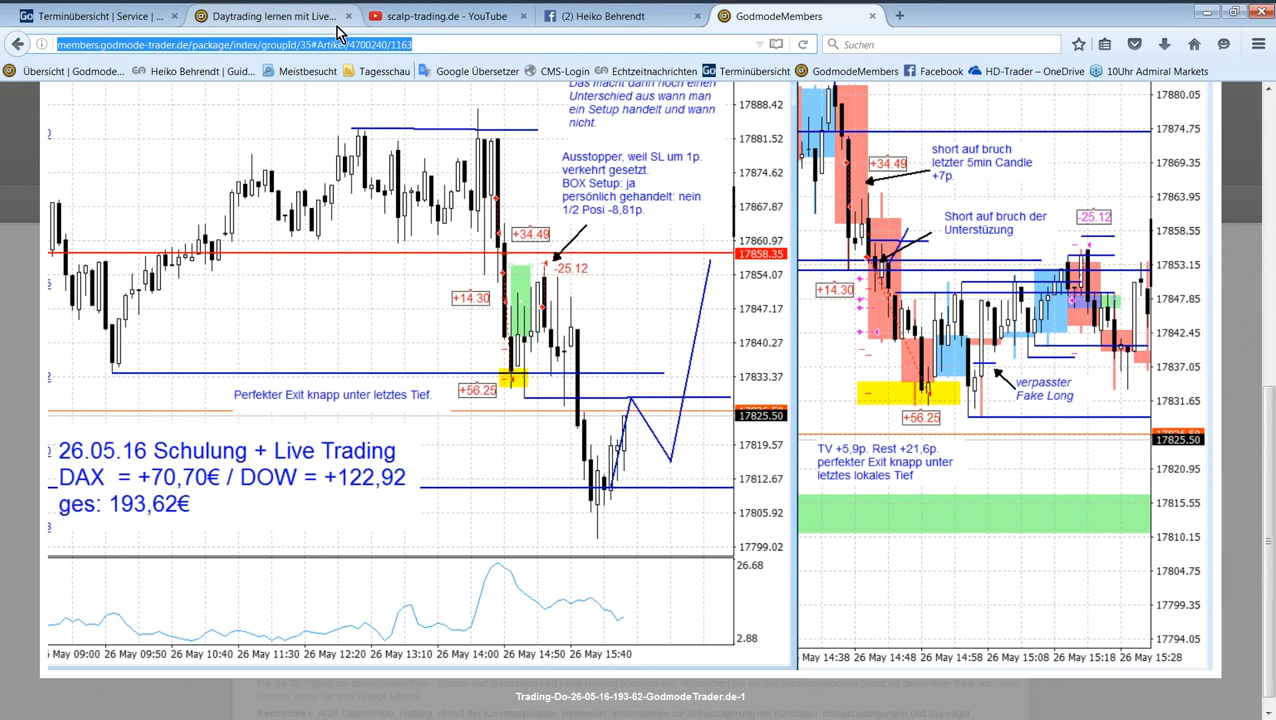 Terminübersicht | Service | ...
Daytrading lernen mit Live...
scalp-trading.de - YouTube
(2) Heiko Behrendt
GodmodeMembers
members.godmode-trader.de/package/index/groupId/35#Artikel/4700240/1163
Suchen
Übersicht | Godmode...
Heiko Behrendt | Guid...
Meistbesucht
Tagesschau
Google Übersetzer
CMS-Login
Echtzeitnachrichten
Terminübersicht
GodmodeMembers
Facebook
HD-Trader – OneDrive
10Uhr Admiral Markets
Das macht dann noch einen
Unterschied aus wann man
ein Setup handelt und wann
nicht.
Ausstopper, weil SL um 1p.
verkehrt gesetzt.
BOX Setup: ja
persönlich gehandelt: nein
1/2 Posi -8,81p.
+34.49
-25.12
+14.30
+56.25
Perfekter Exit knapp unter letztes Tief.
26.05.16 Schulung + Live Trading
DAX = +70,70€ / DOW = +122,92
ges: 193,62€
17888.42
17881.52
17874.62
17867.87
17860.97
17858.35
17854.07
17847.17
17840.27
17833.37
17825.50
17819.57
17812.67
17805.92
17799.02
26.68
2.88
26 May 09:00
26 May 09:50
26 May 10:40
26 May 11:30
26 May 12:20
26 May 13:10
26 May 14:00
26 May 14:50
26 May 15:40
short auf bruch
letzter 5min Candle
+7p.
+34.49
Short auf bruch der
Unterstüzung
-25.12
+14.30
verpasster
Fake Long
+56.25
TV +5,9p. Rest +21,6p.
perfekter Exit knapp unter
letztes lokales Tief
17880.05
17874.75
17869.35
17863.95
17858.55
17853.15
17847.85
17842.45
17837.05
17831.65
17825.50
17820.95
17815.55
17810.15
17804.75
17799.35
17794.05
May 14:38
26 May 14:48
26 May 14:58
26 May 15:08
26 May 15:18
26 May 15:28
Trading-Do-26-05-16-193-62-GodmodeTrader.de-1